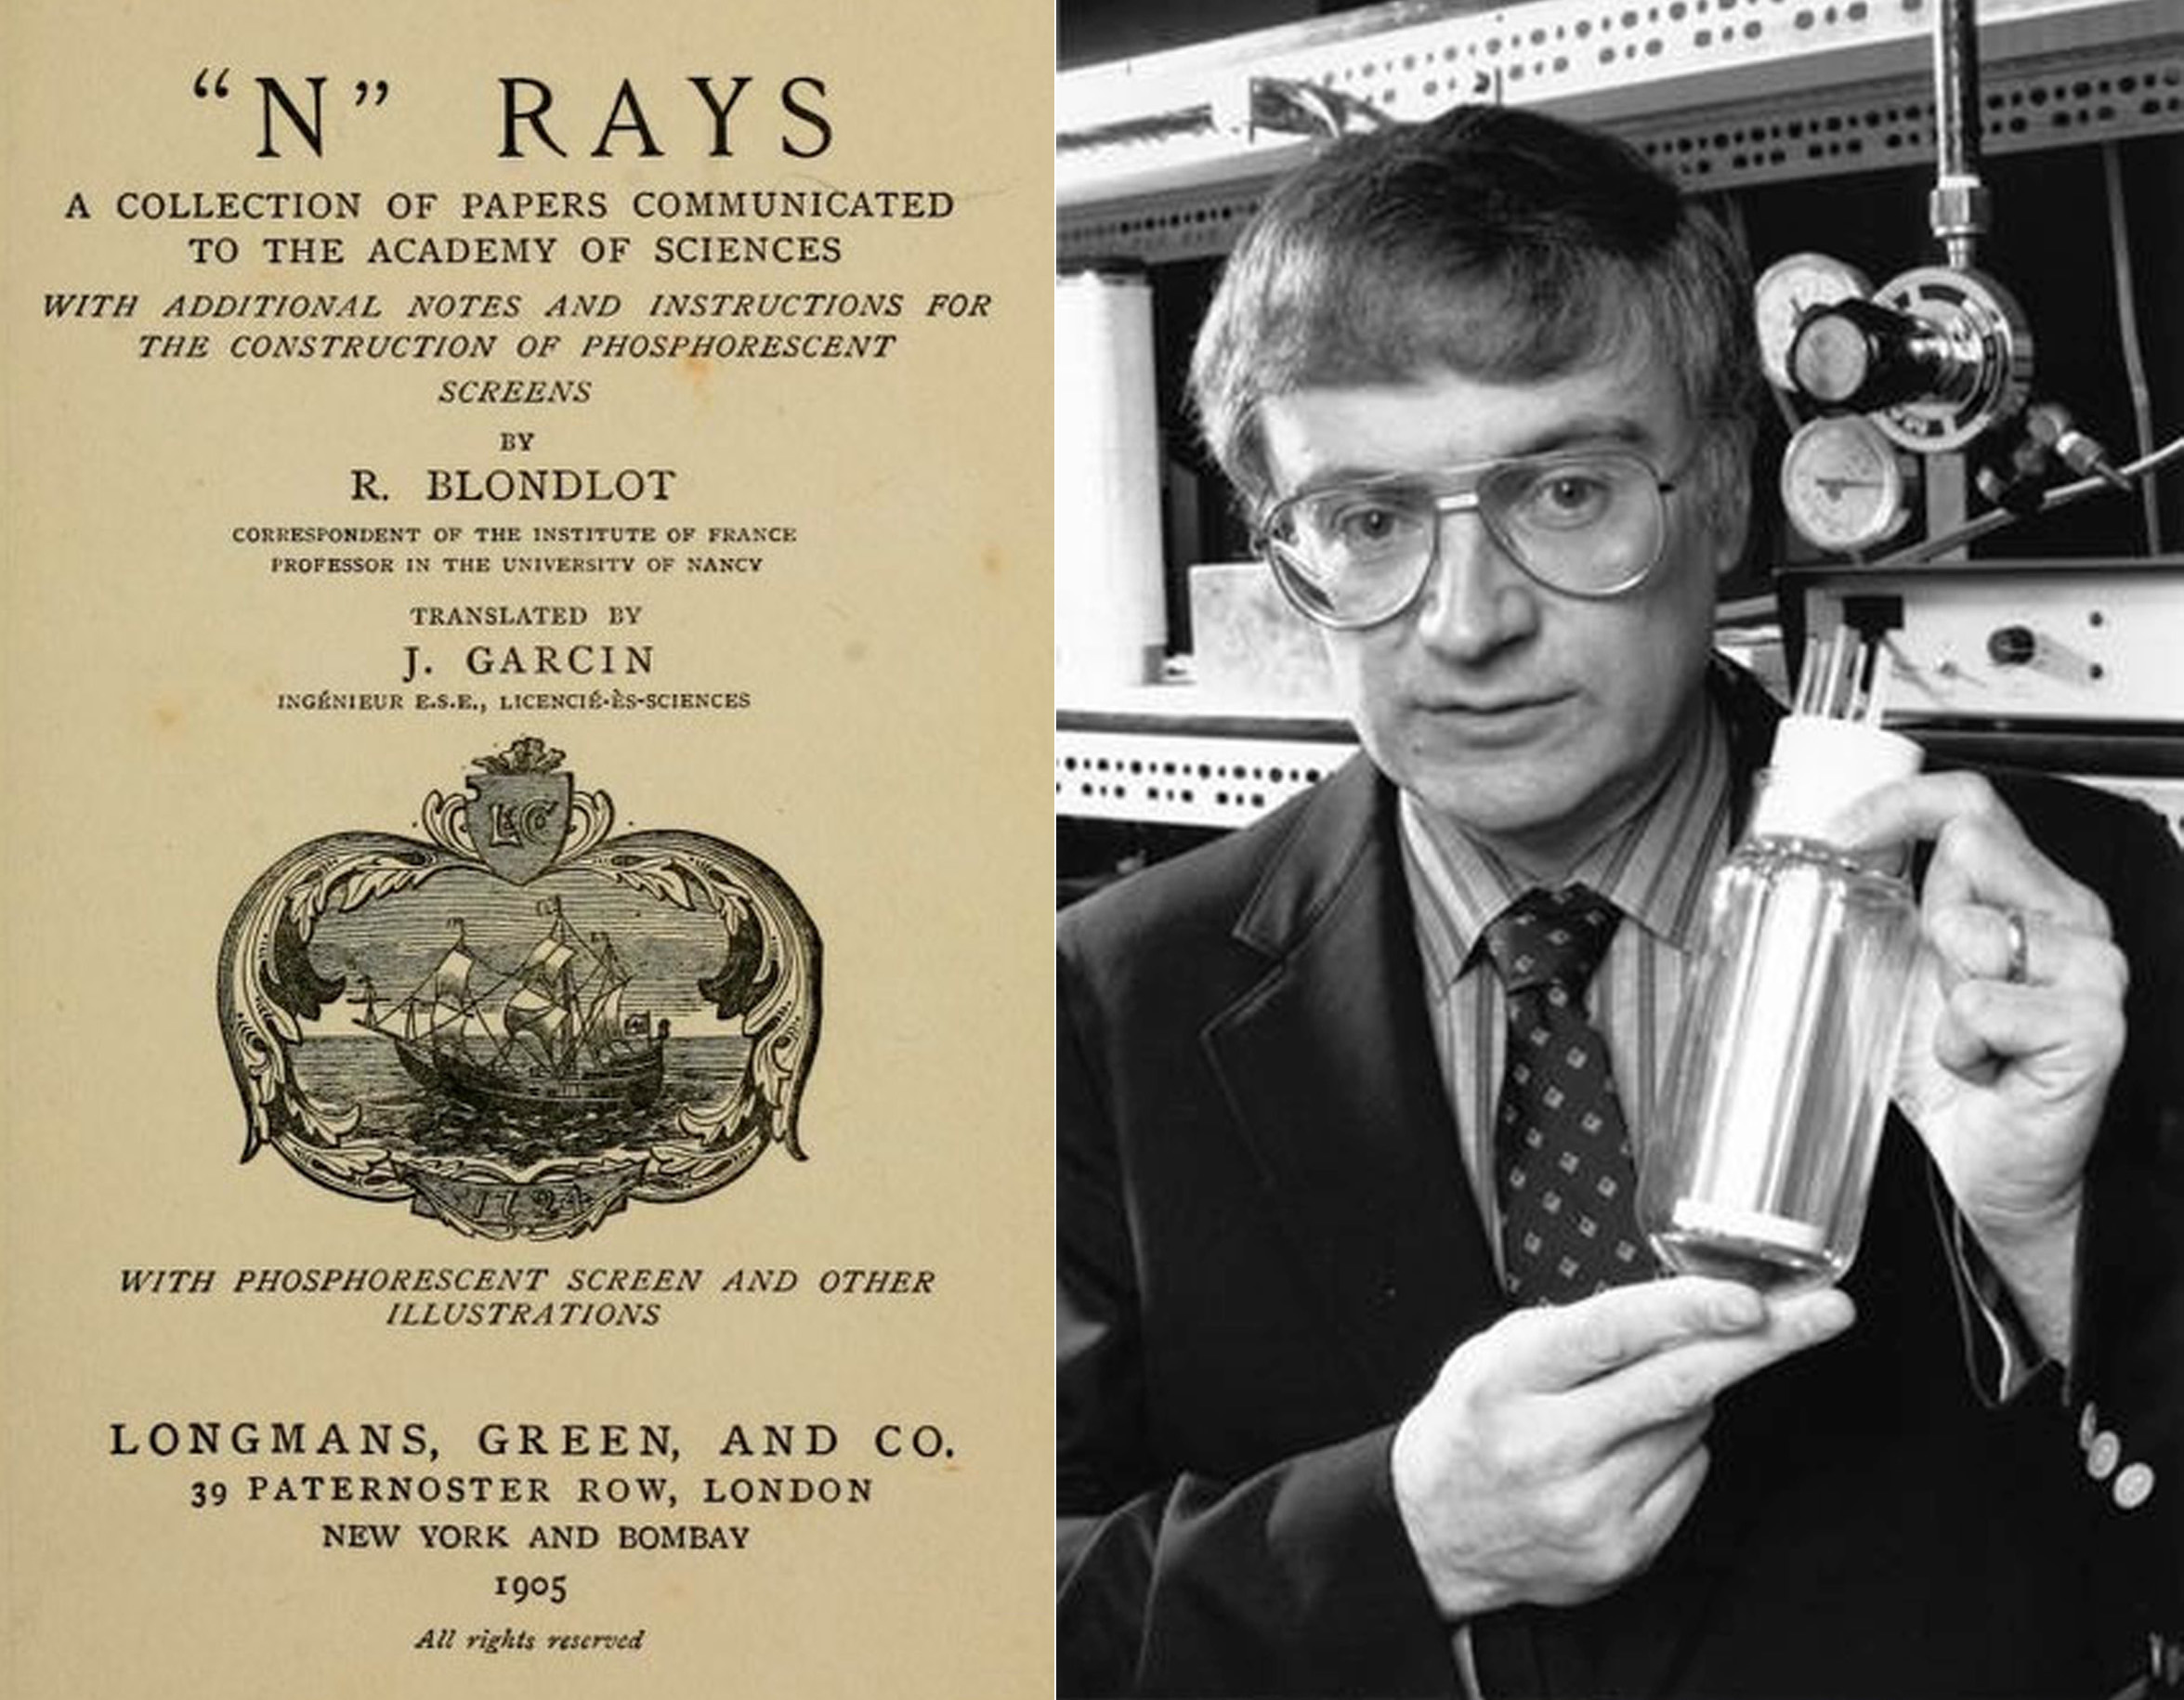 “N” RAYS
A COLLECTION OF PAPERS COMMUNICATED
TO THE ACADEMY OF SCIENCES
WITH ADDITIONAL NOTES AND INSTRUCTIONS FOR
THE CONSTRUCTION OF PHOSPHORESCENT
SCREENS
BY
R. BLONDLOT
CORRESPONDENT OF THE INSTITUTE OF FRANCE
PROFESSOR IN THE UNIVERSITY OF NANCY
TRANSLATED BY
J. GARCIN
INGÉNIEUR E.S.E., LICENCIÉ-ÈS-SCIENCES
1724
WITH PHOSPHORESCENT SCREEN AND OTHER
ILLUSTRATIONS
LONGMANS, GREEN, AND CO.
39 PATERNOSTER ROW, LONDON
NEW YORK AND BOMBAY
1905
All rights reserved